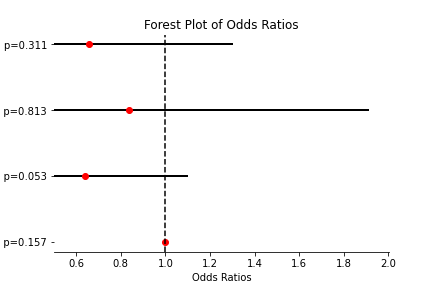 Forest Plot of Odds Ratios
p=0.311
p=0.813
p=0.053
p=0.157
0.6 0.8 1.0 1.2 1.4 1.6 1.8 2.0
Odds Ratios